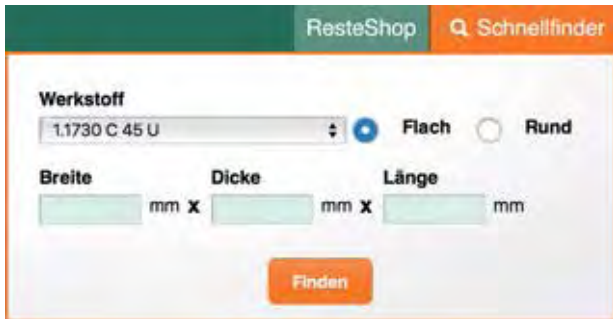 ResteShop Schnellfinder
Werkstoff
1.1730 C 45 U Flach Rund
Breite Dicke Länge
mm x mm x mm
Finden